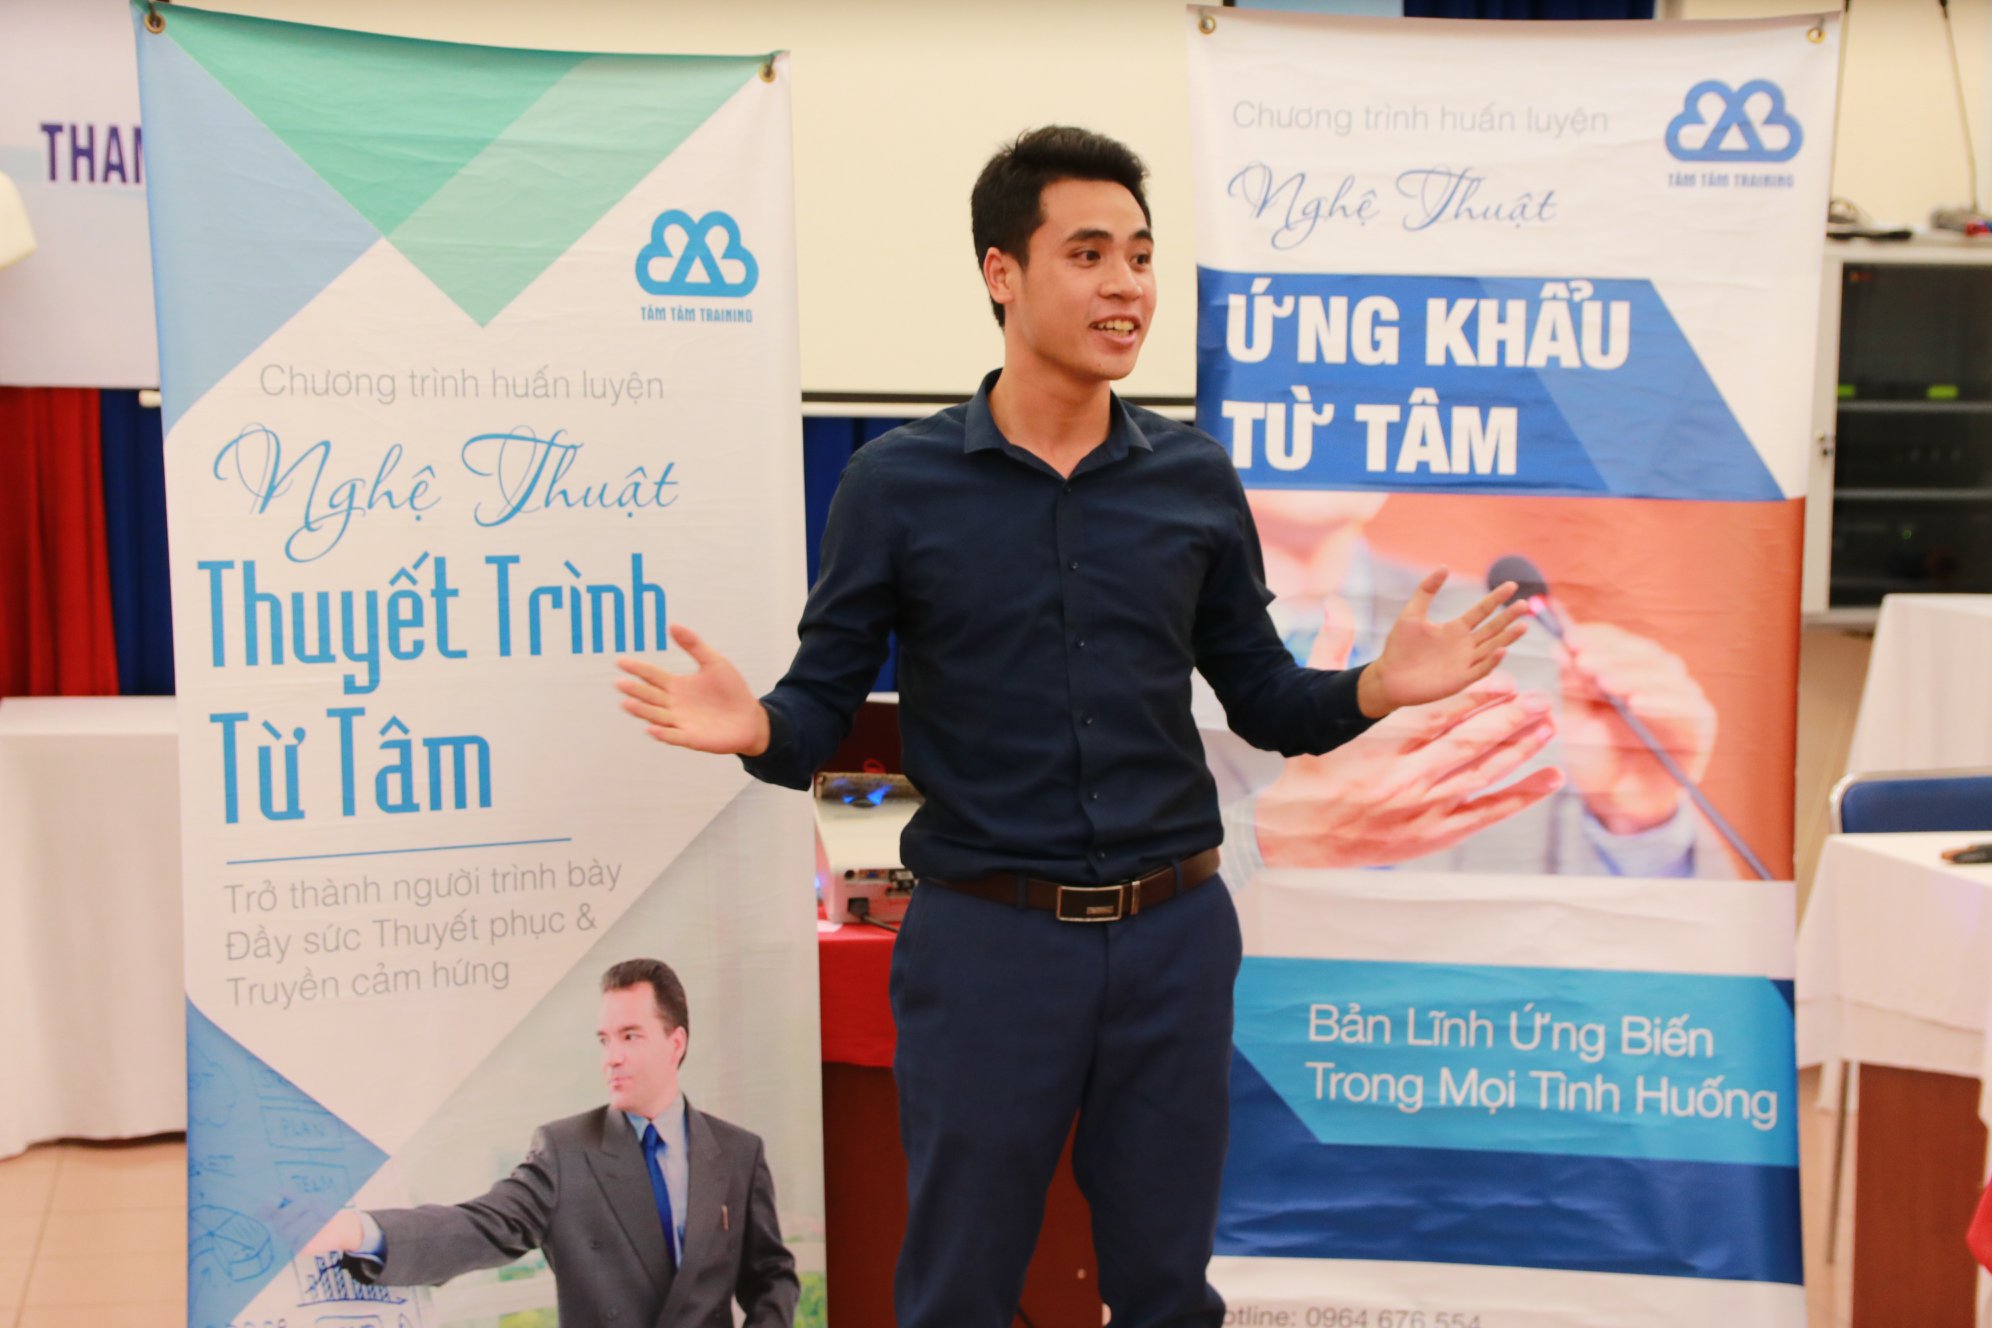 THAN
TÂM TÂM TRAINING
Chương trình huấn luyện
Nghệ Thuật
Thuyết Trình
Từ Tâm
Trở thành người trình bày
Đầy sức Thuyết phục &
Truyền cảm hứng
PLAN
TEAM
Chương trình huấn luyện
TÂM TÂM TRAINING
Nghệ Thuật
ỨNG KHẨU
TỪ TÂM
Bản Lĩnh Ứng Biến
Trong Mọi Tình Huống
otline: 0964 676 554